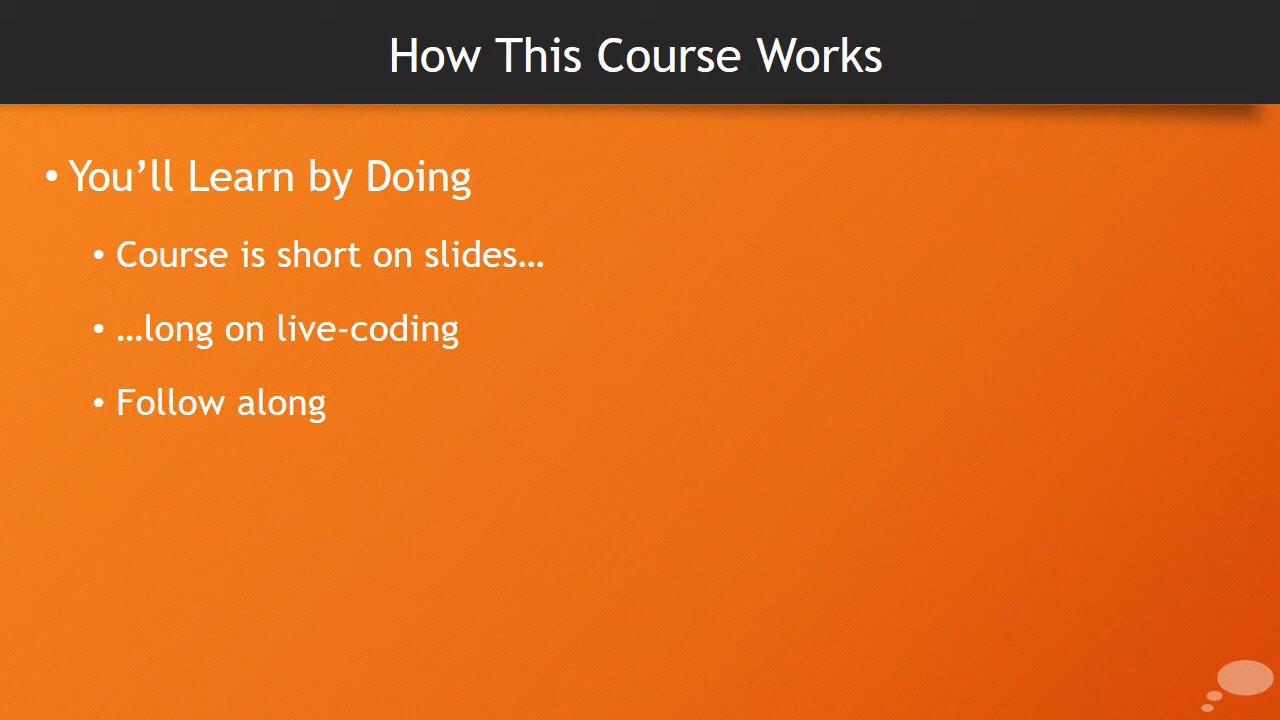 How This Course Works
• You’ll Learn by Doing
• Course is short on slides…
• …long on live-coding
• Follow along